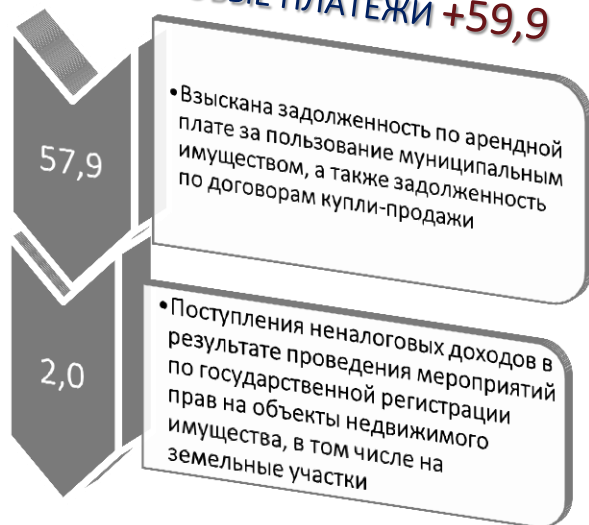 ПЛАТЕЖИ +59,9
57,9
•Взыскана задолженность по арендной
плате за пользование муниципальным
имуществом, а также задолженность
по договорам купли-продажи
2,0
•Поступления неналоговых доходов в
результате проведения мероприятий
по государственной регистрации
прав на объекты недвижимого
имущества, в том числе на
земельные участки